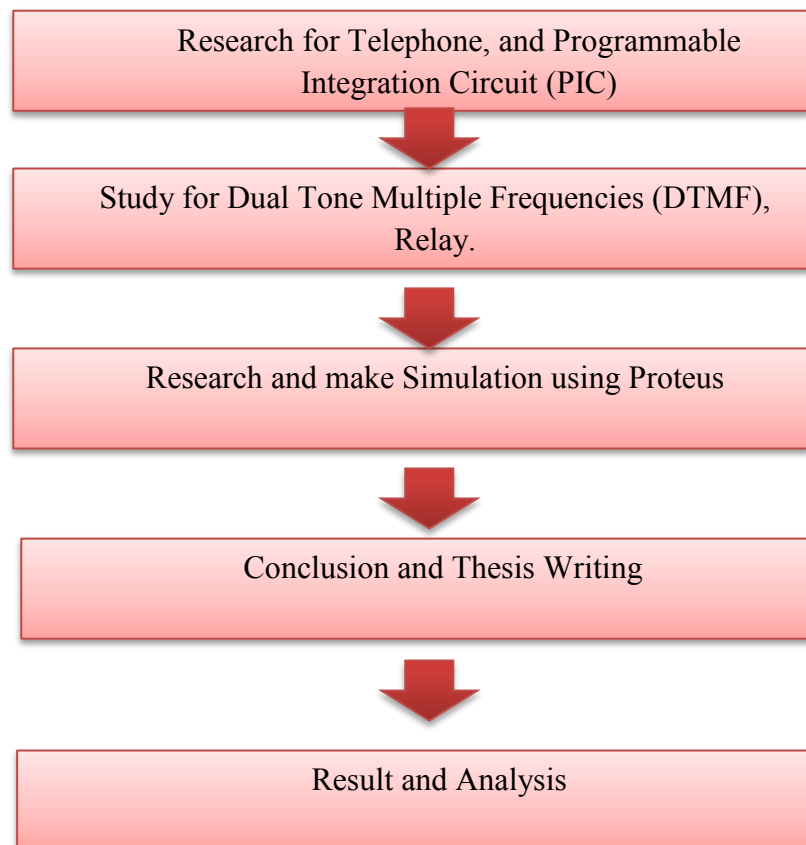 Research for Telephone, and Programmable
Integration Circuit (PIC)
Study for Dual Tone Multiple Frequencies (DTMF),
Relay.
Research and make Simulation using Proteus
Conclusion and Thesis Writing
Result and Analysis